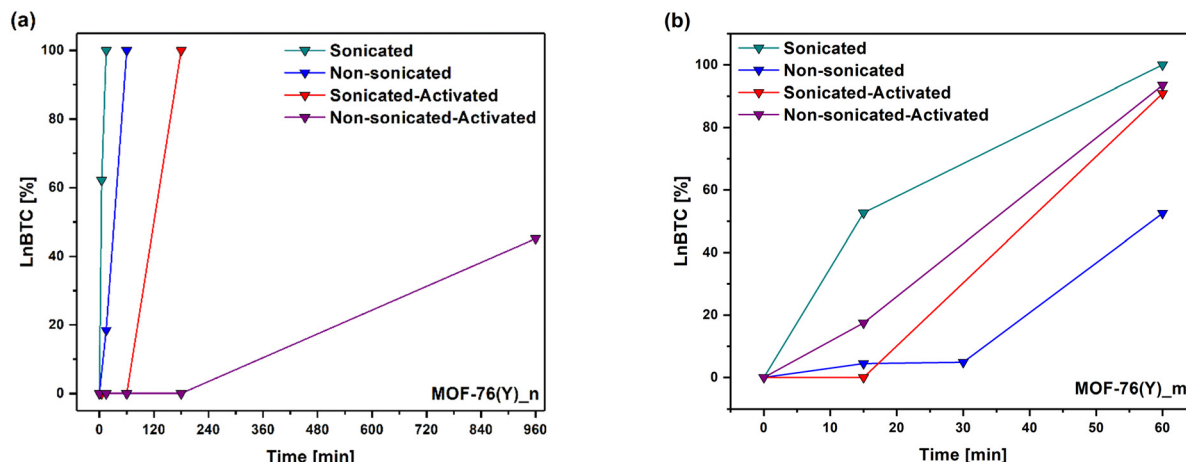 (a)
Sonicated
Non-sonicated
Sonicated-Activated
Non-sonicated-Activated
LnBTC [%]
100
80
60
40
20
0
MOF-76(Y)_n
0 120 240 360 480 600 720 840 960
Time [min]
(b)
Sonicated
Non-sonicated
Sonicated-Activated
Non-sonicated-Activated
LnBTC [%]
100
80
60
40
20
0
MOF-76(Y)_m
0 10 20 30 40 50 60
Time [min]